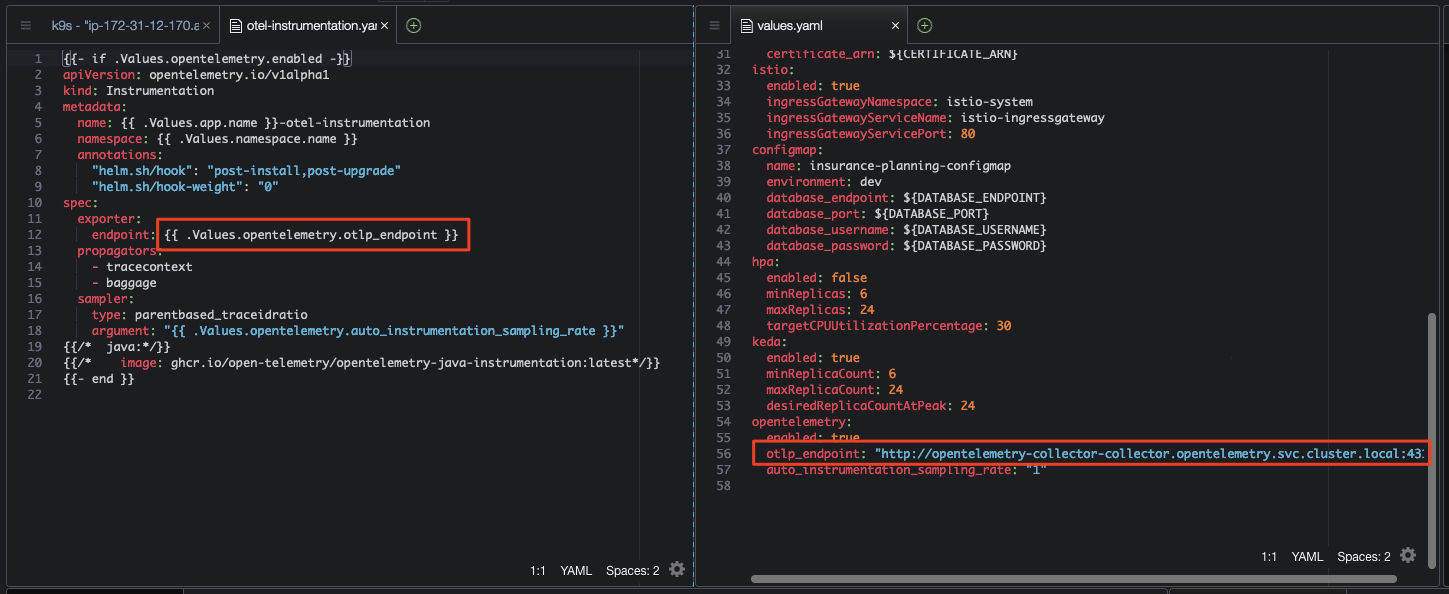 k9s - "ip-172-31-12-170.a
otel-instrumentation.yaml
1 {{- if .Values.opentelemetry.enabled -}}
2 apiVersion: opentelemetry.io/v1alpha1
3 kind: Instrumentation
4 metadata:
5 name: {{ .Values.app.name }}-otel-instrumentation
6 namespace: {{ .Values.namespace.name }}
7 annotations:
8 "helm.sh/hook": "post-install,post-upgrade"
9 "helm.sh/hook-weight": "0"
10 spec:
11 exporter:
12 endpoint: {{ .Values.opentelemetry.otlp_endpoint }}
13 propagators:
14 - tracecontext
15 - baggage
16 sampler:
17 type: parentbased_traceidratio
18 argument: "{{ .Values.opentelemetry.auto_instrumentation_sampling_rate }}"
19 {{/* java:*/}}
20 {{/* image: ghcr.io/open-telemetry/opentelemetry-java-instrumentation:latest*/}}
21 {{- end }}
22
1:1 YAML Spaces: 2
values.yaml
31 certificate_arn: ${CERTIFICATE_ARN}
32 istio:
33 enabled: true
34 ingressGatewayNamespace: istio-system
35 ingressGatewayServiceName: istio-ingressgateway
36 ingressGatewayServicePort: 80
37 configmap:
38 name: insurance-planning-configmap
39 environment: dev
40 database_endpoint: ${DATABASE_ENDPOINT}
41 database_port: ${DATABASE_PORT}
42 database_username: ${DATABASE_USERNAME}
43 database_password: ${DATABASE_PASSWORD}
44 hpa:
45 enabled: false
46 minReplicas: 6
47 maxReplicas: 24
48 targetCPUUtilizationPercentage: 30
49 keda:
50 enabled: true
51 minReplicaCount: 6
52 maxReplicaCount: 24
53 desiredReplicaCountAtPeak: 24
54 opentelemetry:
55 enabled: true
56 otlp_endpoint: "http://opentelemetry-collector-collector.opentelemetry.svc.cluster.local:431
57 auto_instrumentation_sampling_rate: "1"
58
1:1 YAML Spaces: 2